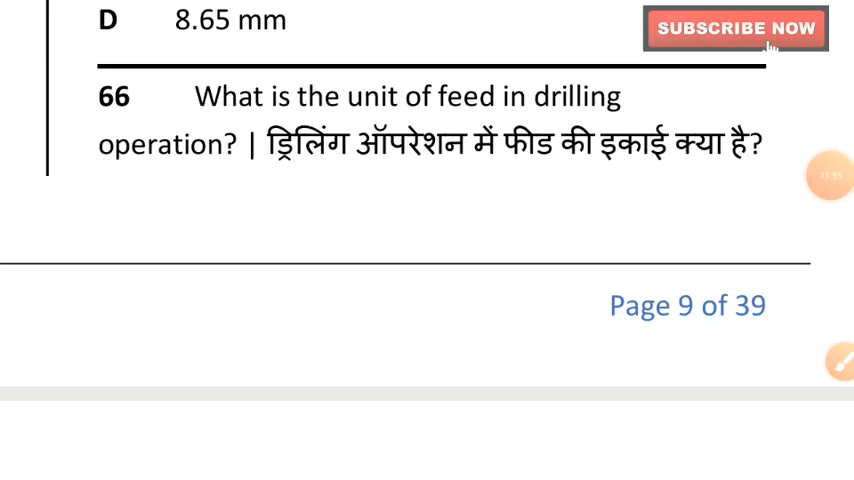 D 8.65 mm
SUBSCRIBE NOW
66 What is the unit of feed in drilling
operation? | ड्रिलिंग ऑपरेशन में फीड की इकाई क्या है?
Page 9 of 39